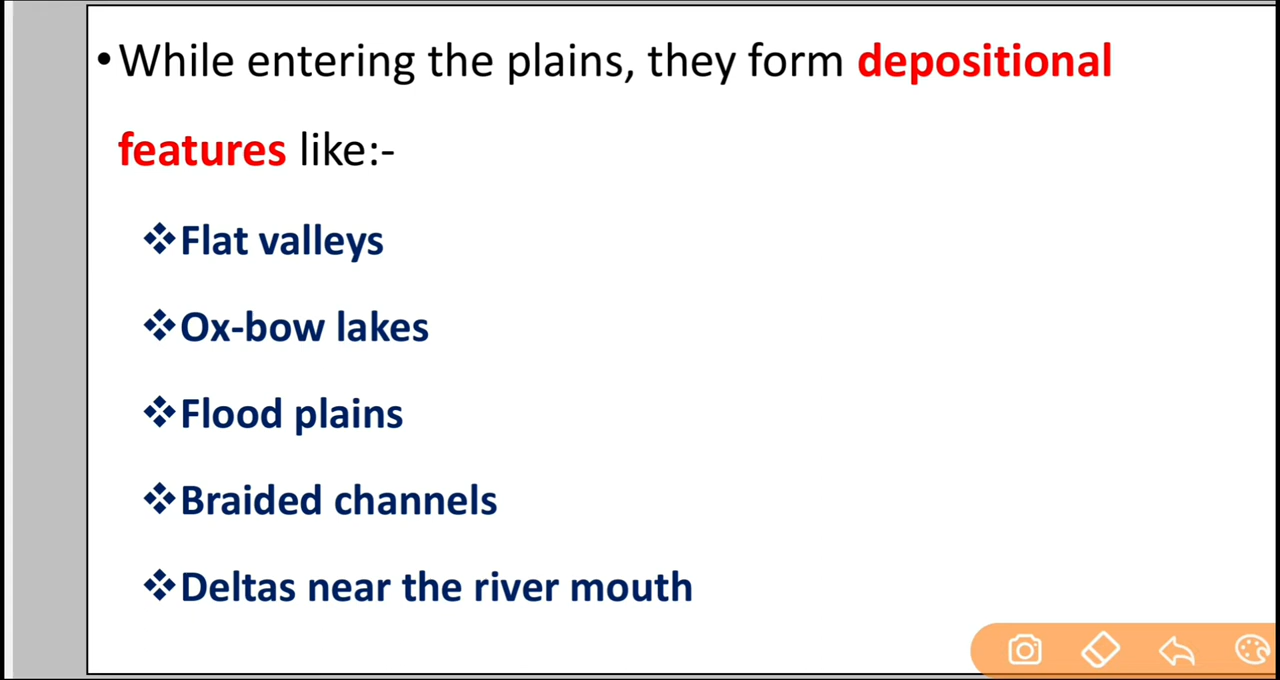 •While entering the plains, they form depositional
features like:-
❖Flat valleys
❖Ox-bow lakes
❖Flood plains
❖Braided channels
❖Deltas near the river mouth